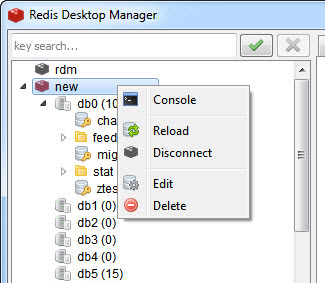 Redis Desktop Manager
key search...
rdm
new
db0 (10
cha
feed
mig
stat
ztes
db1 (0)
db2 (0)
db3 (0)
db4 (0)
db5 (15)
Console
Reload
Disconnect
Edit
Delete